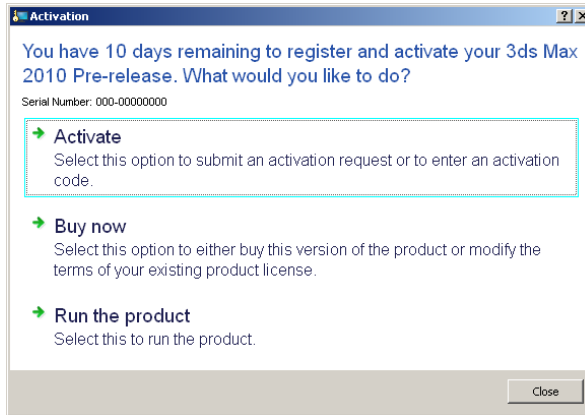 Activation
You have 10 days remaining to register and activate your 3ds Max
2010 Pre-release. What would you like to do?
Serial Number: 000-00000000
Activate
Select this option to submit an activation request or to enter an activation
code.
Buy now
Select this option to either buy this version of the product or modify the
terms of your existing product license.
Run the product
Select this to run the product.
Close